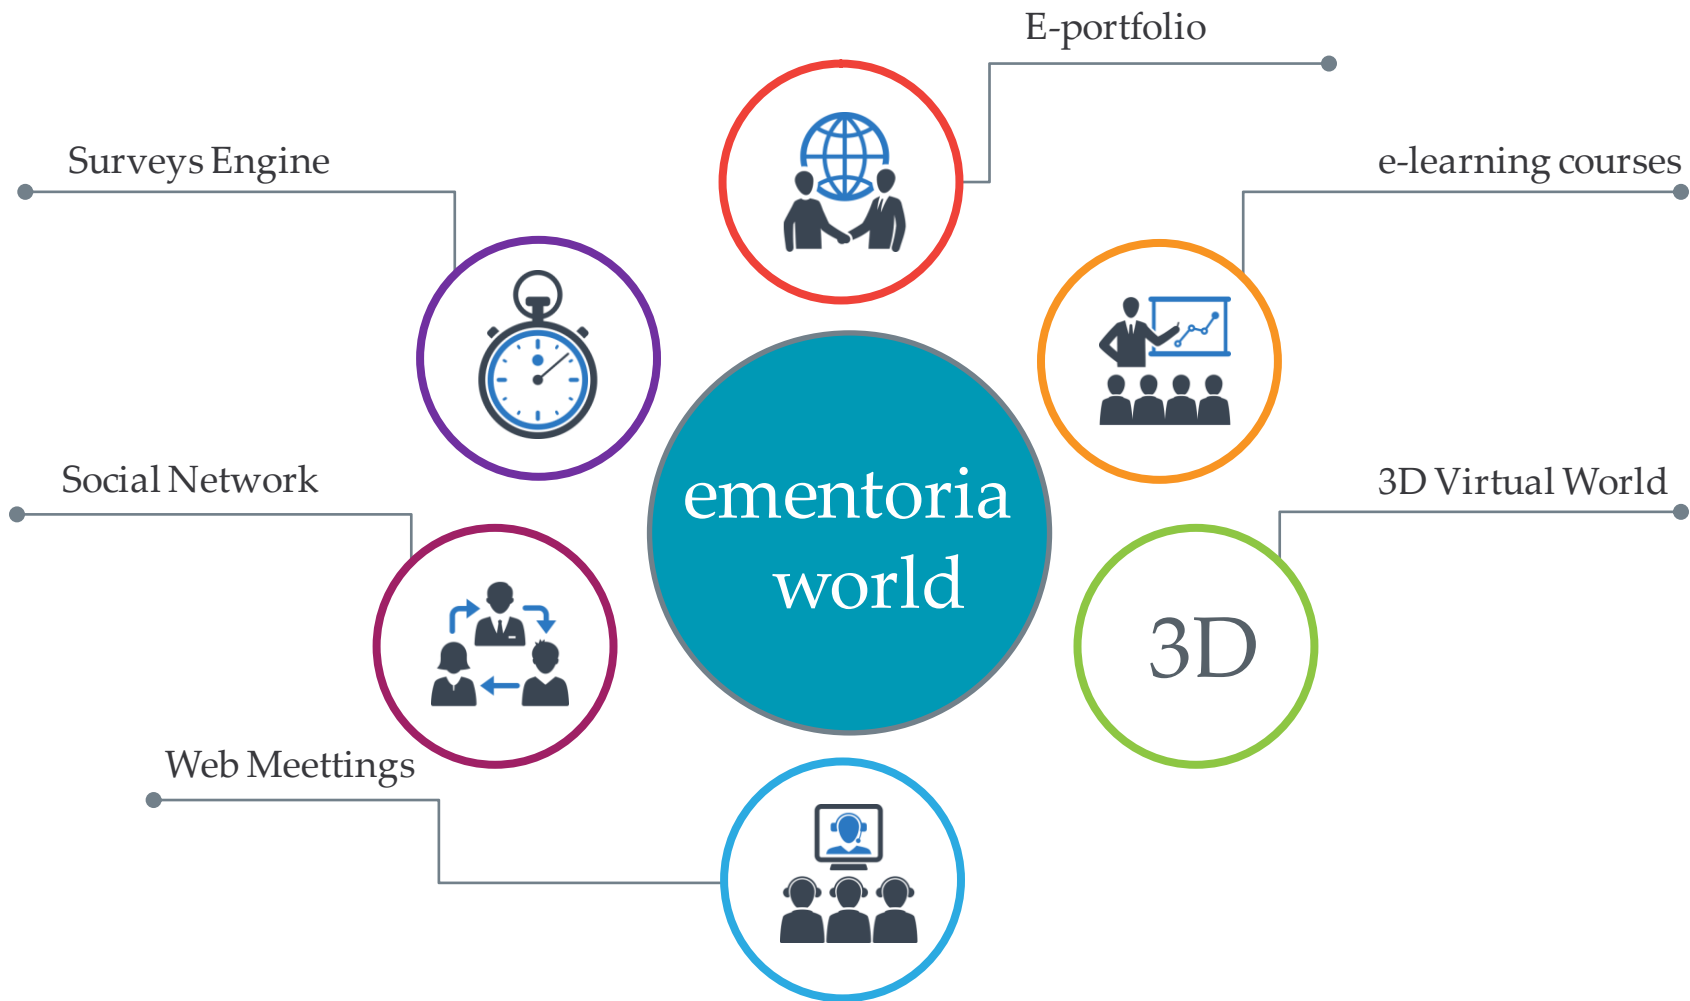 E-portfolio
Surveys Engine
e-learning courses
ementoria
world
Social Network
3D Virtual World
3D
Web Meettings